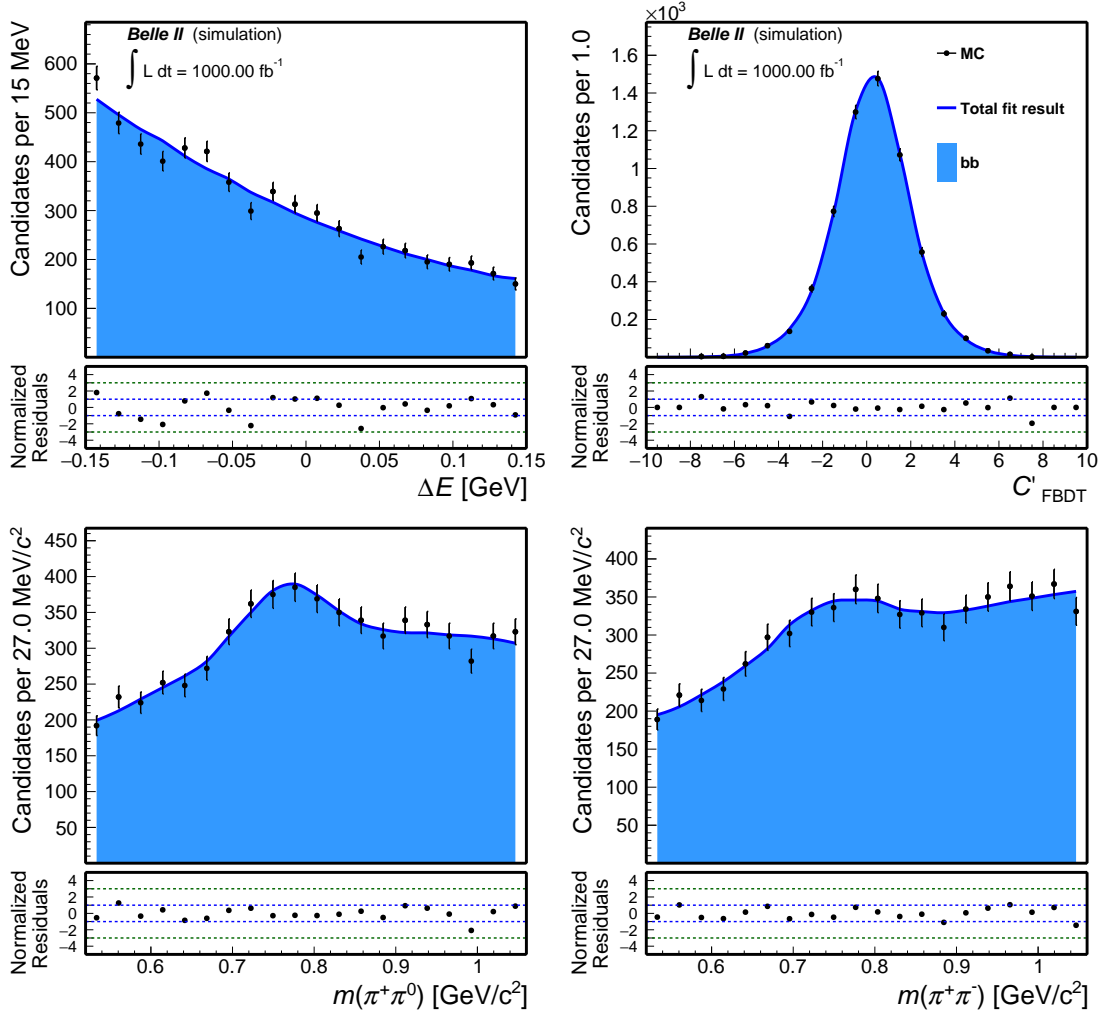 Belle II (simulation)
∫ L dt = 1000.00 fb⁻¹
Candidates per 15 MeV
600
500
400
300
200
100
Normalized
Residuals
4
2
0
−2
−4
−0.15 −0.1 −0.05 0 0.05 0.1 0.15
ΔE [GeV]
×10³
Belle II (simulation)
∫ L dt = 1000.00 fb⁻¹
MC
Total fit result
bb
Candidates per 1.0
1.6
1.4
1.2
1
0.8
0.6
0.4
0.2
Normalized
Residuals
4
2
0
−2
−4
−10 −8 −6 −4 −2 0 2 4 6 8 10
C'FBDT
Candidates per 27.0 MeV/c²
450
400
350
300
250
200
150
100
50
Normalized
Residuals
4
2
0
−2
−4
0.6 0.7 0.8 0.9 1
m(π⁺π⁰) [GeV/c²]
Candidates per 27.0 MeV/c²
400
350
300
250
200
150
100
50
Normalized
Residuals
4
2
0
−2
−4
0.6 0.7 0.8 0.9 1
m(π⁺π⁻) [GeV/c²]